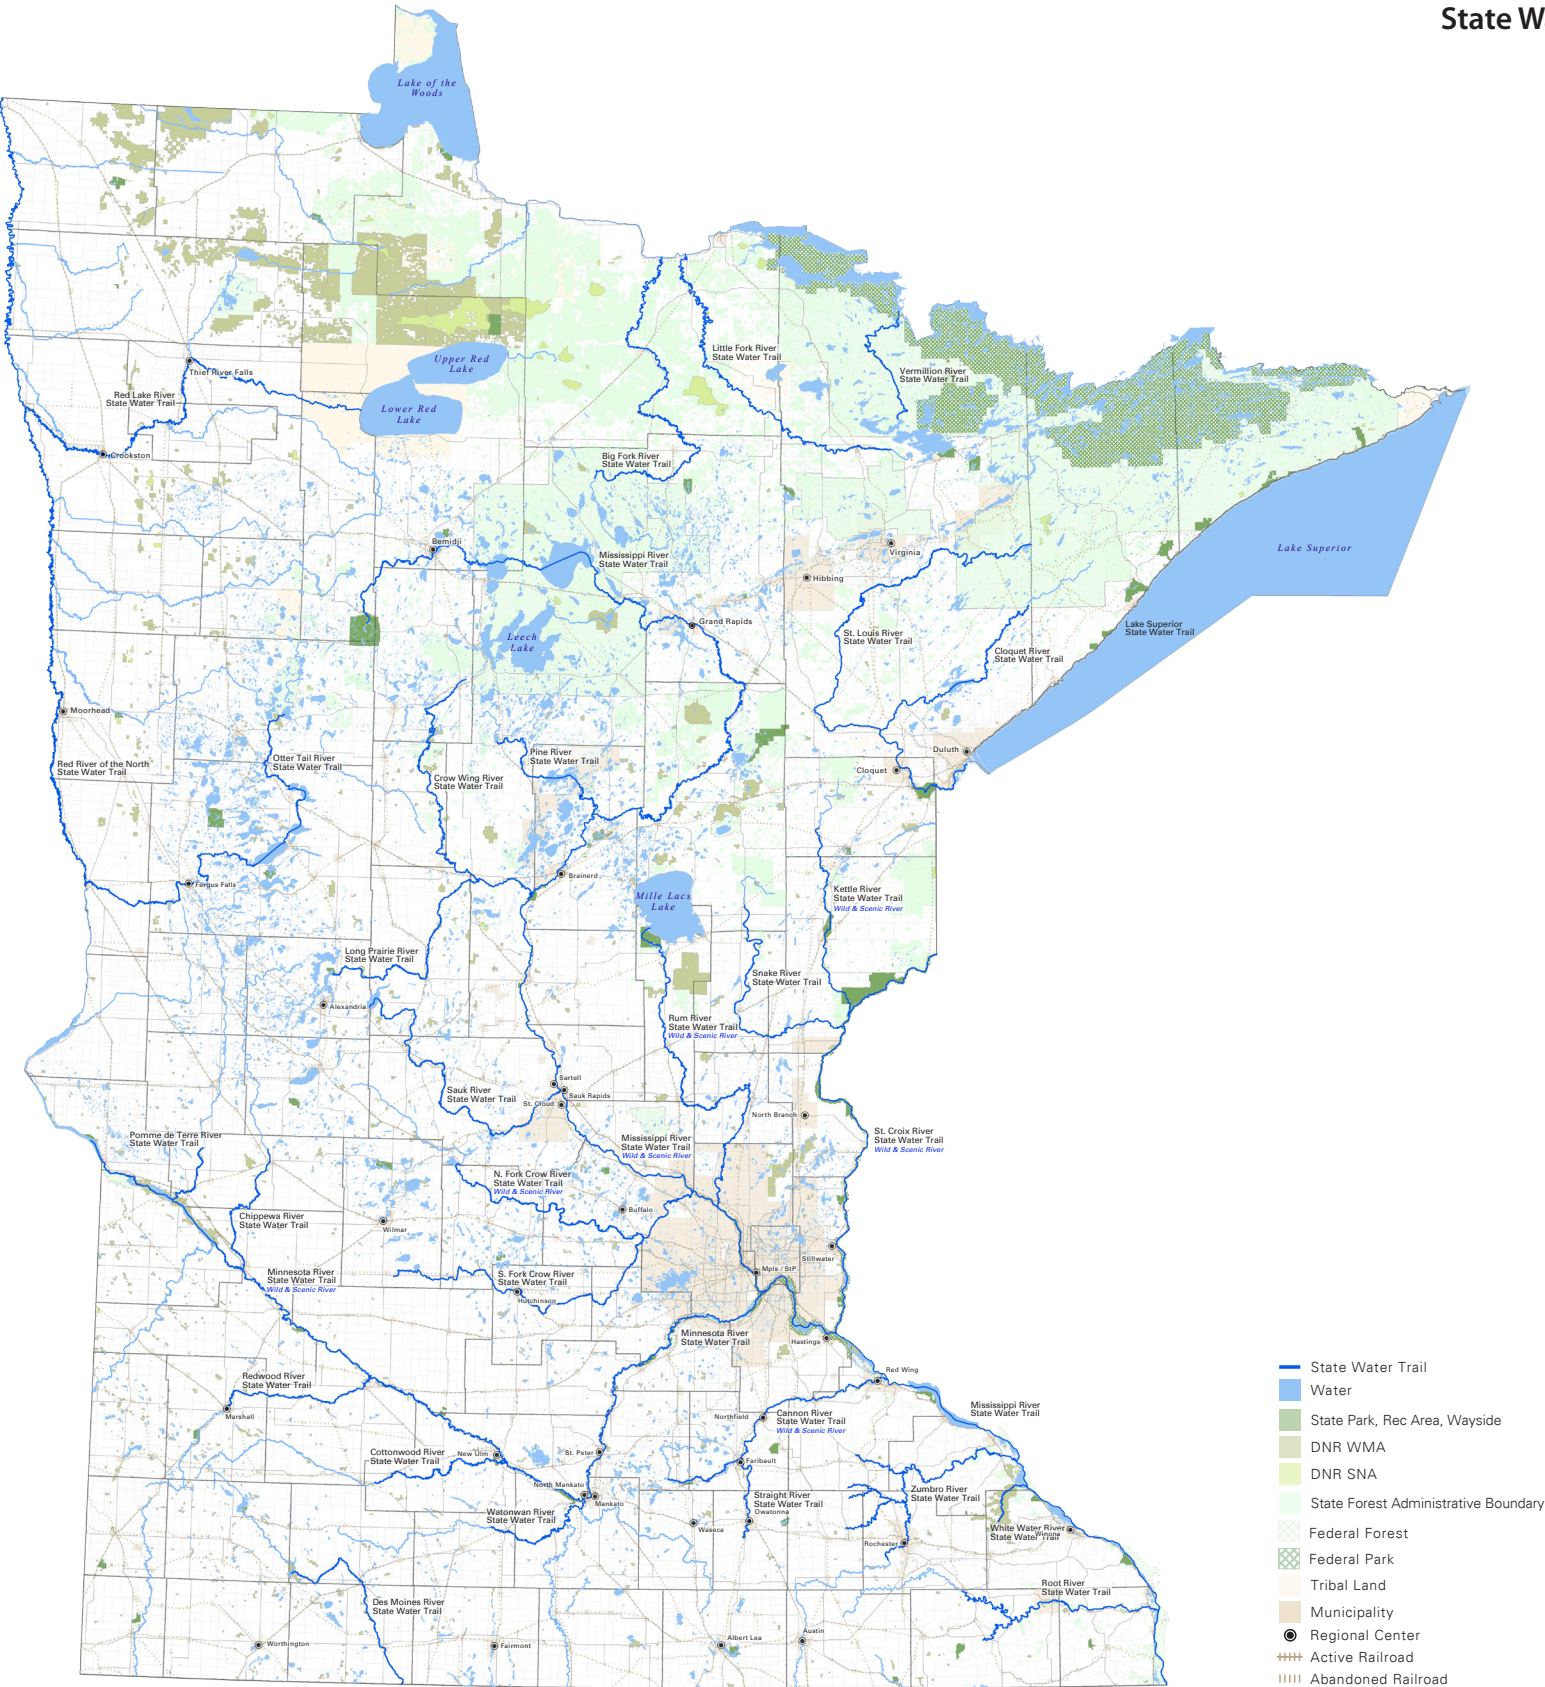 State W
Lake of the
Woods
Upper Red
Lake
Lower Red
Lake
Thief River Falls
Red Lake River
State Water Trail
Crookston
Little Fork River
State Water Trail
Vermillion River
State Water Trail
Big Fork River
State Water Trail
Bemidji
Mississippi River
State Water Trail
Virginia
Hibbing
Lake Superior
Grand Rapids
Leech
Lake
St. Louis River
State Water Trail
Cloquet River
State Water Trail
Lake Superior
State Water Trail
Moorhead
Red River of the North
State Water Trail
Otter Tail River
State Water Trail
Crow Wing River
State Water Trail
Pine River
State Water Trail
Duluth
Cloquet
Fergus Falls
Brainerd
Mille Lacs
Lake
Kettle River
State Water Trail
Wild & Scenic River
Long Prairie River
State Water Trail
Snake River
State Water Trail
Alexandria
Rum River
State Water Trail
Wild & Scenic River
Sartell
Sauk Rapids
St. Cloud
Sauk River
State Water Trail
North Branch
Pomme de Terre River
State Water Trail
Mississippi River
State Water Trail
Wild & Scenic River
St. Croix River
State Water Trail
Wild & Scenic River
N. Fork Crow River
State Water Trail
Wild & Scenic River
Buffalo
Chippewa River
State Water Trail
Wilmar
Stillwater
Minnesota River
State Water Trail
Wild & Scenic River
S. Fork Crow River
State Water Trail
Hutchinson
Mpls / StP
Minnesota River
State Water Trail
Hastings
Redwood River
State Water Trail
Marshall
Red Wing
Northfield
Cannon River
State Water Trail
Wild & Scenic River
Mississippi River
State Water Trail
Cottonwood River
State Water Trail
New Ulm
St. Peter
Faribault
North Mankato
Mankato
Straight River
State Water Trail
Owatonna
Zumbro River
State Water Trail
Watonwan River
State Water Trail
Waseca
Rochester
White Water River
State Water Trail
Winona
Des Moines River
State Water Trail
Root River
State Water Trail
Worthington
Fairmont
Albert Lea
Austin
State Water Trail
Water
State Park, Rec Area, Wayside
DNR WMA
DNR SNA
State Forest Administrative Boundary
Federal Forest
Federal Park
Tribal Land
Municipality
Regional Center
Active Railroad
Abandoned Railroad